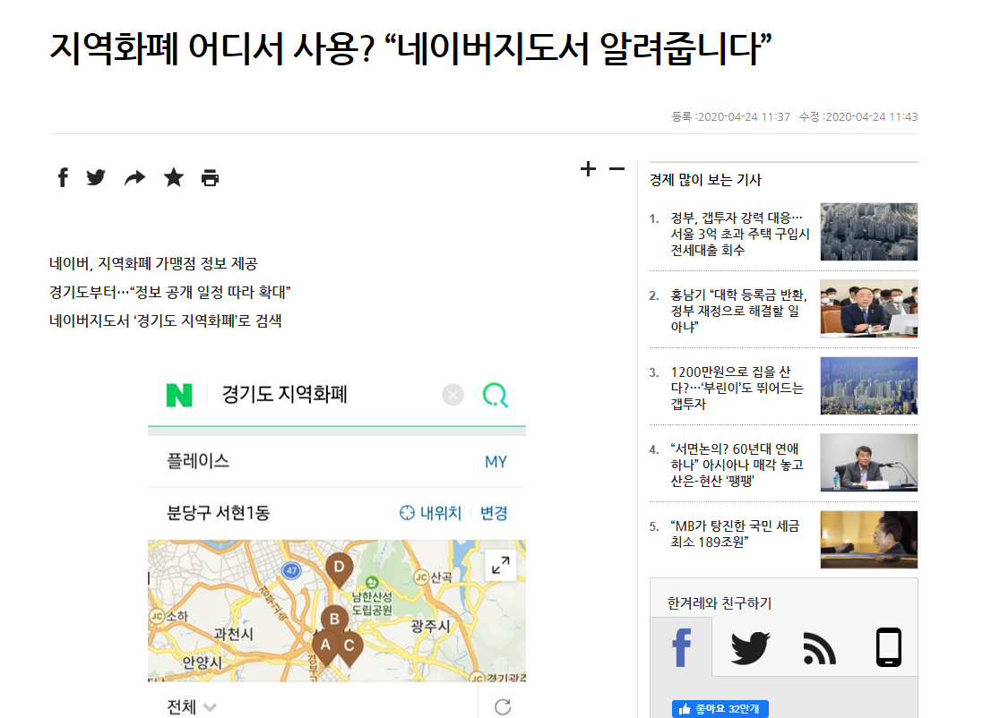 지역화폐 어디서 사용? “네이버지도서 알려줍니다”
등록 :2020-04-24 11:37 수정 :2020-04-24 11:43
네이버, 지역화폐 가맹점 정보 제공
경기도부터…“정보 공개 일정 따라 확대”
네이버지도서 ‘경기도 지역화폐’로 검색
N 경기도 지역화폐
플레이스 MY
분당구 서현1동 내위치 변경
47
D
JC 산곡
남한산성
도립공원
JC 소하
B
과천시
광주시
A C
안양시
JC 경기광주
전체
경제 많이 보는 기사
1. 정부, 갭투자 강력 대응…
서울 3억 초과 주택 구입시
전세대출 회수
2. 홍남기 “대학 등록금 반환,
정부 재정으로 해결할 일
아냐”
3. 1200만원으로 집을 산
다?…‘부린이’도 뛰어드는
갭투자
4. “서면논의? 60년대 연애
하나” 아시아나 매각 놓고
산은-현산 ‘팽팽’
5. “MB가 탕진한 국민 세금
최소 189조원”
한겨레와 친구하기
좋아요 32만개